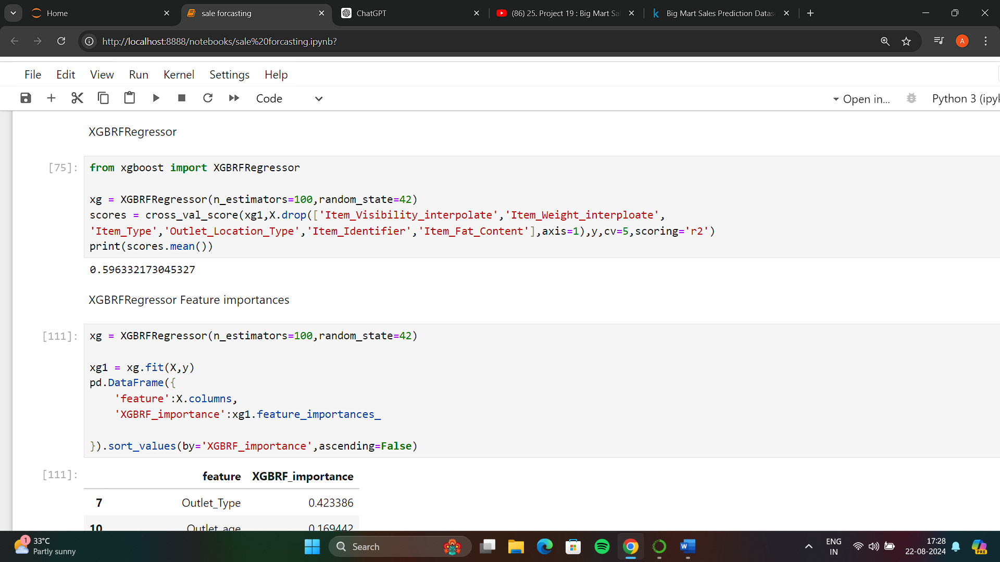 Home
sale forcasting
ChatGPT
(86) 25. Project 19 : Big Mart Sal
Big Mart Sales Prediction Datas
http://localhost:8888/notebooks/sale%20forcasting.ipynb?
A
File Edit View Run Kernel Settings Help
Code
Open in...
Python 3 (ipyk
XGBRFRegressor
[75]:
from xgboost import XGBRFRegressor
xg = XGBRFRegressor(n_estimators=100,random_state=42)
scores = cross_val_score(xg1,X.drop(['Item_Visibility_interpolate','Item_Weight_interploate',
'Item_Type','Outlet_Location_Type','Item_Identifier','Item_Fat_Content'],axis=1),y,cv=5,scoring='r2')
print(scores.mean())
0.596332173045327
XGBRFRegressor Feature importances
[111]:
xg = XGBRFRegressor(n_estimators=100,random_state=42)
xg1 = xg.fit(X,y)
pd.DataFrame({
'feature':X.columns,
'XGBRF_importance':xg1.feature_importances_
}).sort_values(by='XGBRF_importance',ascending=False)
[111]:
feature XGBRF_importance
7 Outlet_Type 0.423386
10 Outlet_age 0.169442
1
33°C
Partly sunny
Search
W
ENG
IN
17:28
22-08-2024
PRE